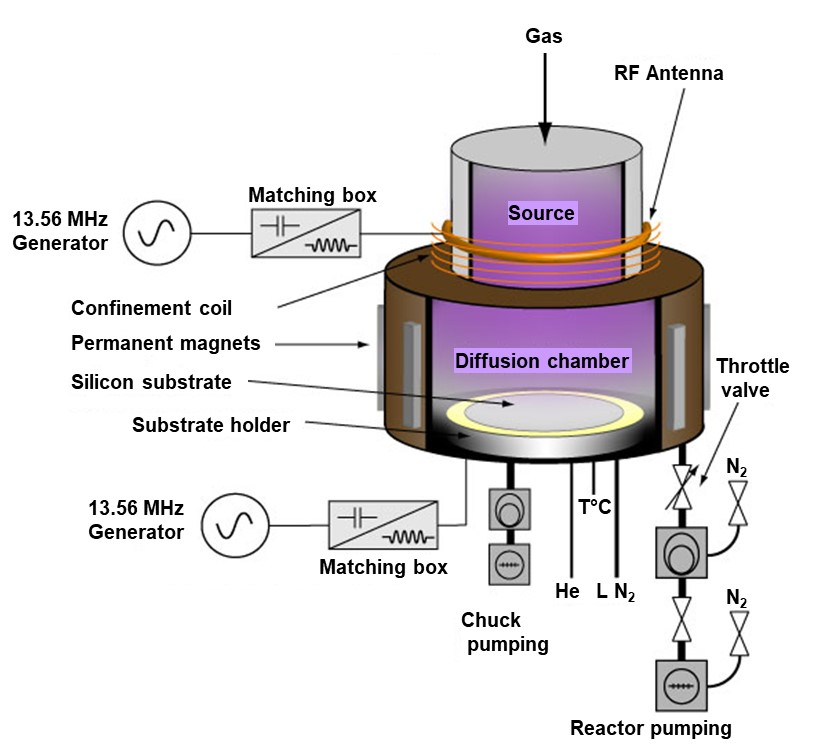 Gas
RF Antenna
Matching box
Source
13.56 MHz
Generator
Confinement coil
Permanent magnets
Diffusion chamber
Throttle
valve
Silicon substrate
Substrate holder
N₂
13.56 MHz
Generator
T°C
Matching box
He
L N₂
N₂
Chuck
pumping
Reactor pumping